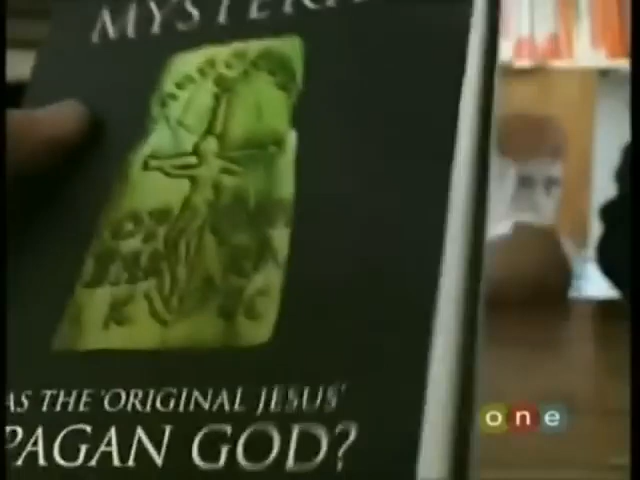 MYSTERI
AS THE 'ORIGINAL JESUS'
PAGAN GOD?
one